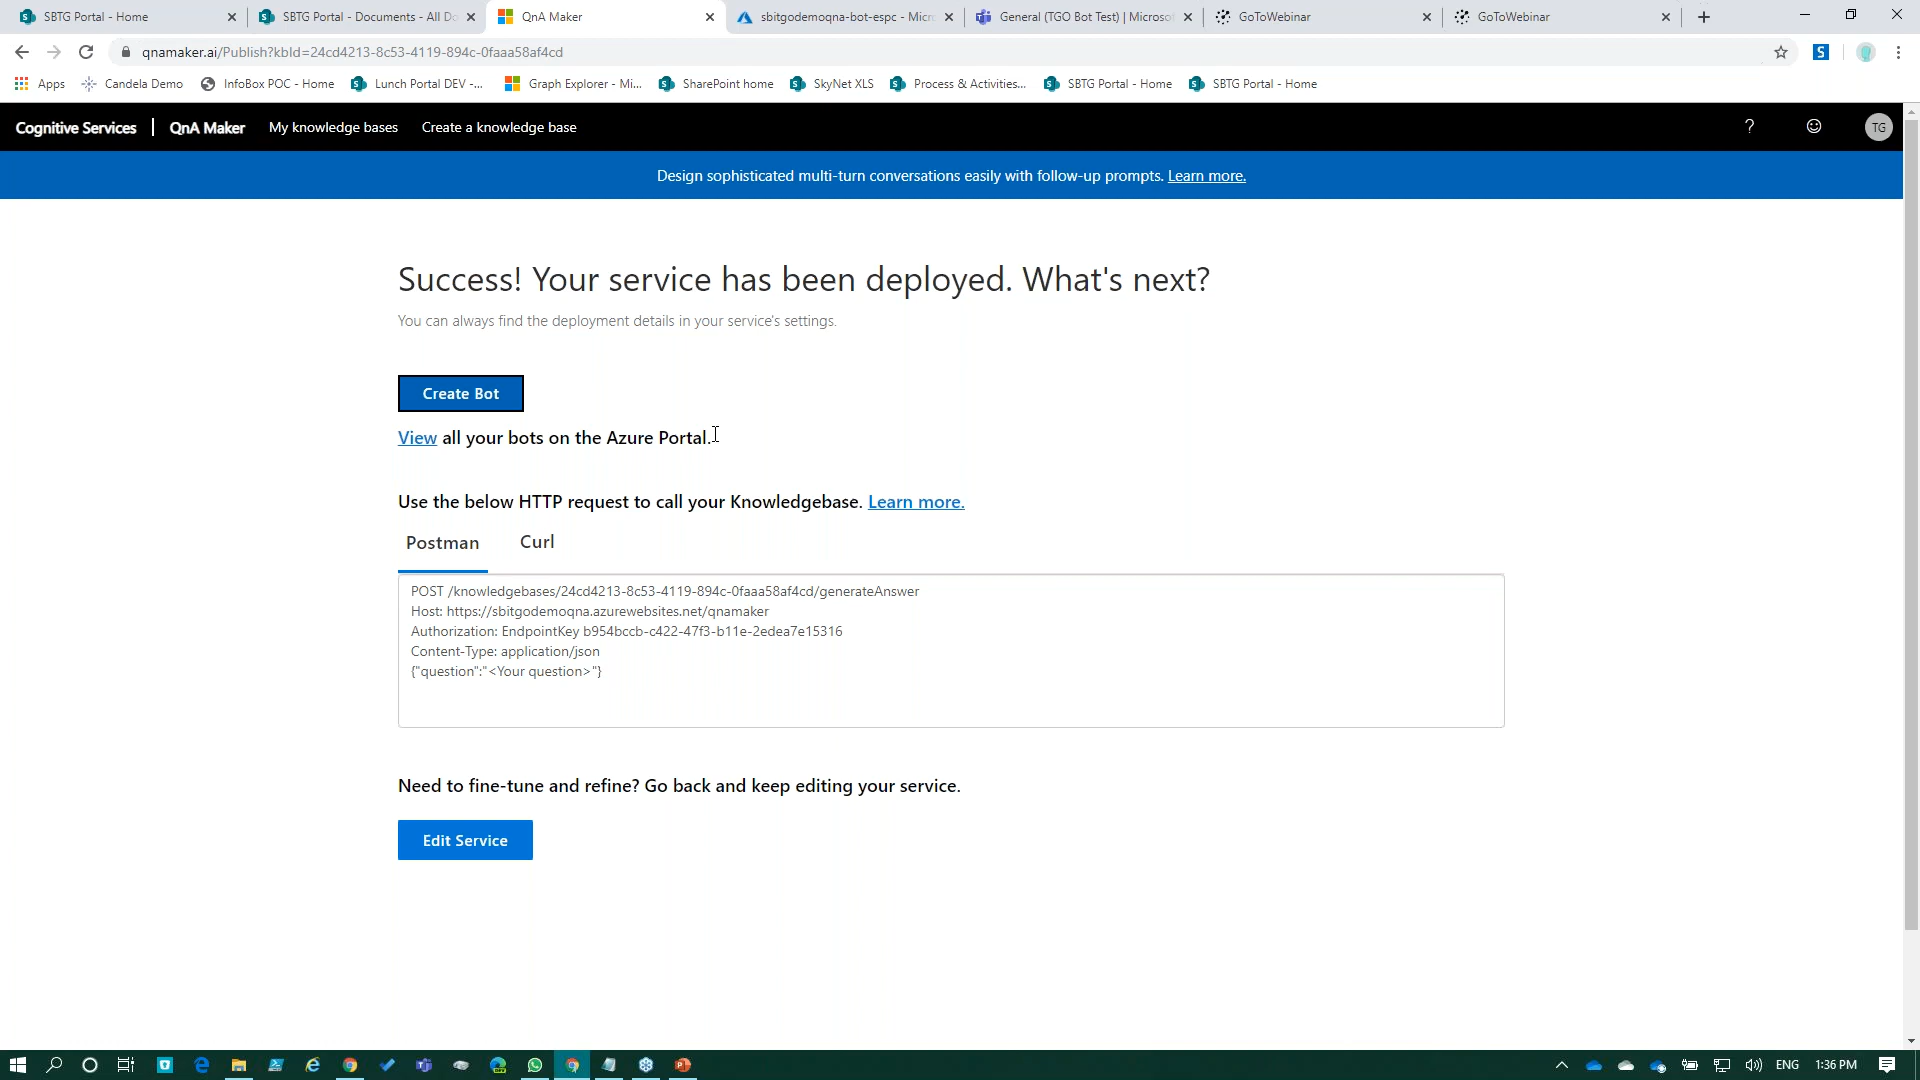 SBTG Portal - Home
SBTG Portal - Documents - All Do
QnA Maker
sbitgodemoqna-bot-espc - Micr
General (TGO Bot Test) | Microsof
GoToWebinar
GoToWebinar
qnamaker.ai/Publish?kbId=24cd4213-8c53-4119-894c-0faaa58af4cd
S
Apps
Candela Demo
InfoBox POC - Home
Lunch Portal DEV -...
Graph Explorer - Mi...
SharePoint home
SkyNet XLS
Process & Activities...
SBTG Portal - Home
SBTG Portal - Home
Cognitive Services
QnA Maker
My knowledge bases
Create a knowledge base
?
TG
Design sophisticated multi-turn conversations easily with follow-up prompts. Learn more.
Success! Your service has been deployed. What's next?
You can always find the deployment details in your service's settings.
Create Bot
View all your bots on the Azure Portal.
Use the below HTTP request to call your Knowledgebase. Learn more.
Postman
Curl
POST /knowledgebases/24cd4213-8c53-4119-894c-0faaa58af4cd/generateAnswer
Host: https://sbitgodemoqna.azurewebsites.net/qnamaker
Authorization: EndpointKey b954bccb-c422-47f3-b11e-2edea7e15316
Content-Type: application/json
{"question":"<Your question>"}
Need to fine-tune and refine? Go back and keep editing your service.
Edit Service
ENG
1:36 PM